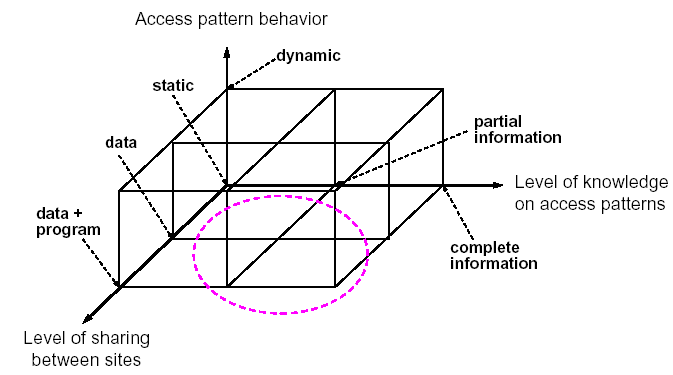 Access pattern behavior
dynamic
static
partial
information
data
Level of knowledge
on access patterns
data +
program
complete
information
Level of sharing
between sites